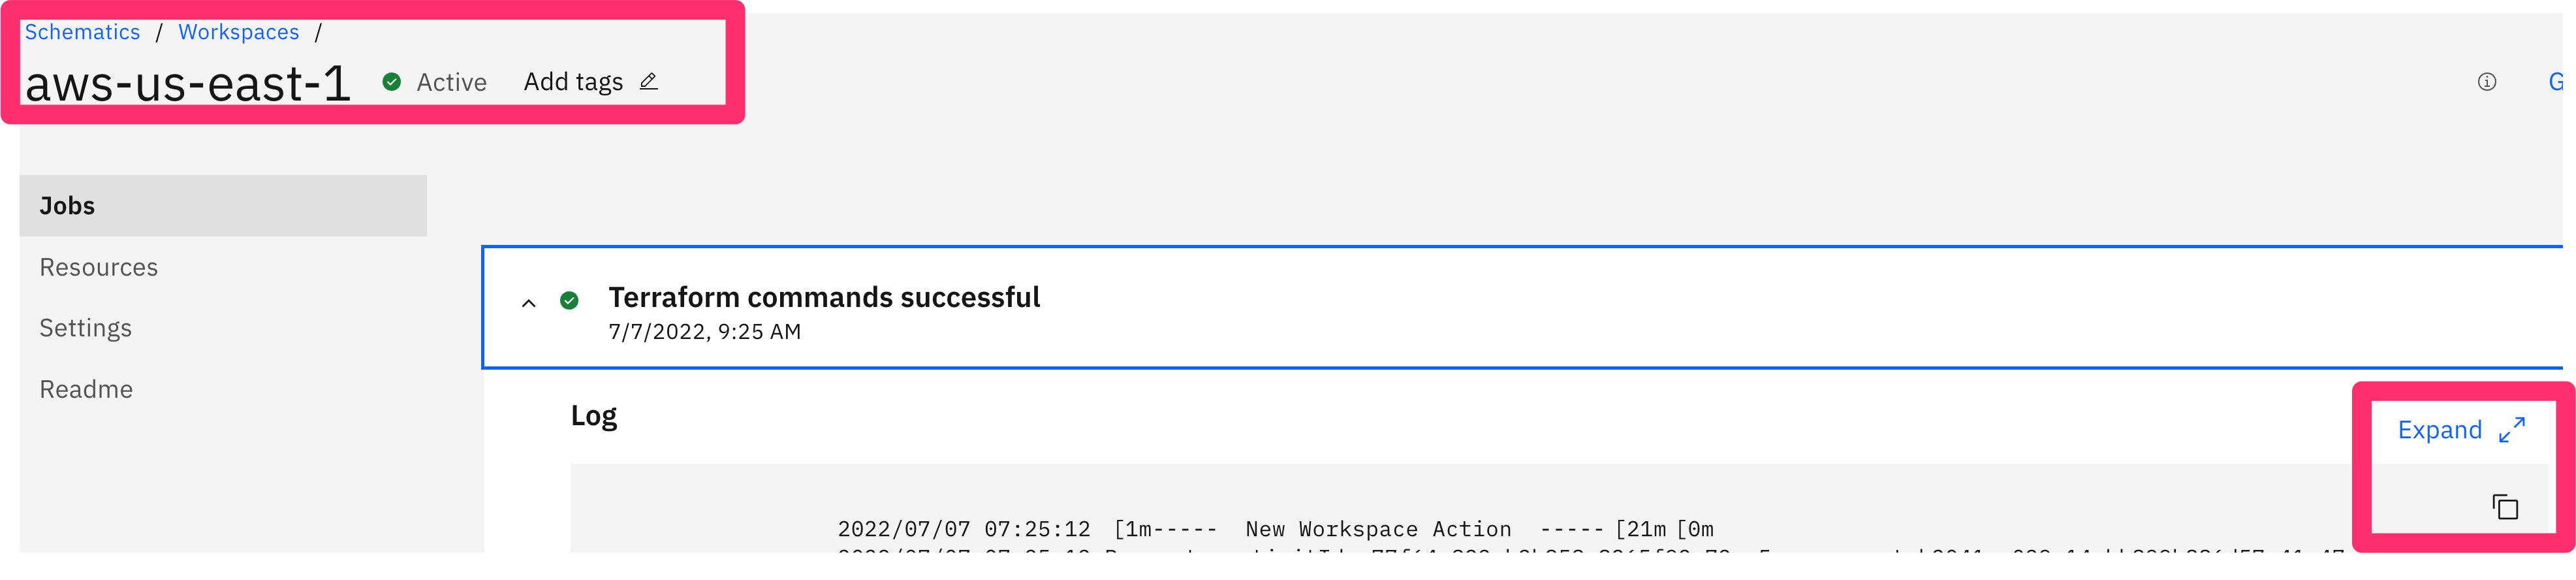 Schematics / Workspaces /
aws-us-east-1 Active Add tags
G
Jobs
Resources
Settings
Readme
Terraform commands successful
7/7/2022, 9:25 AM
Log
Expand
2022/07/07 07:25:12 [1m----- New Workspace Action ----- [21m [0m